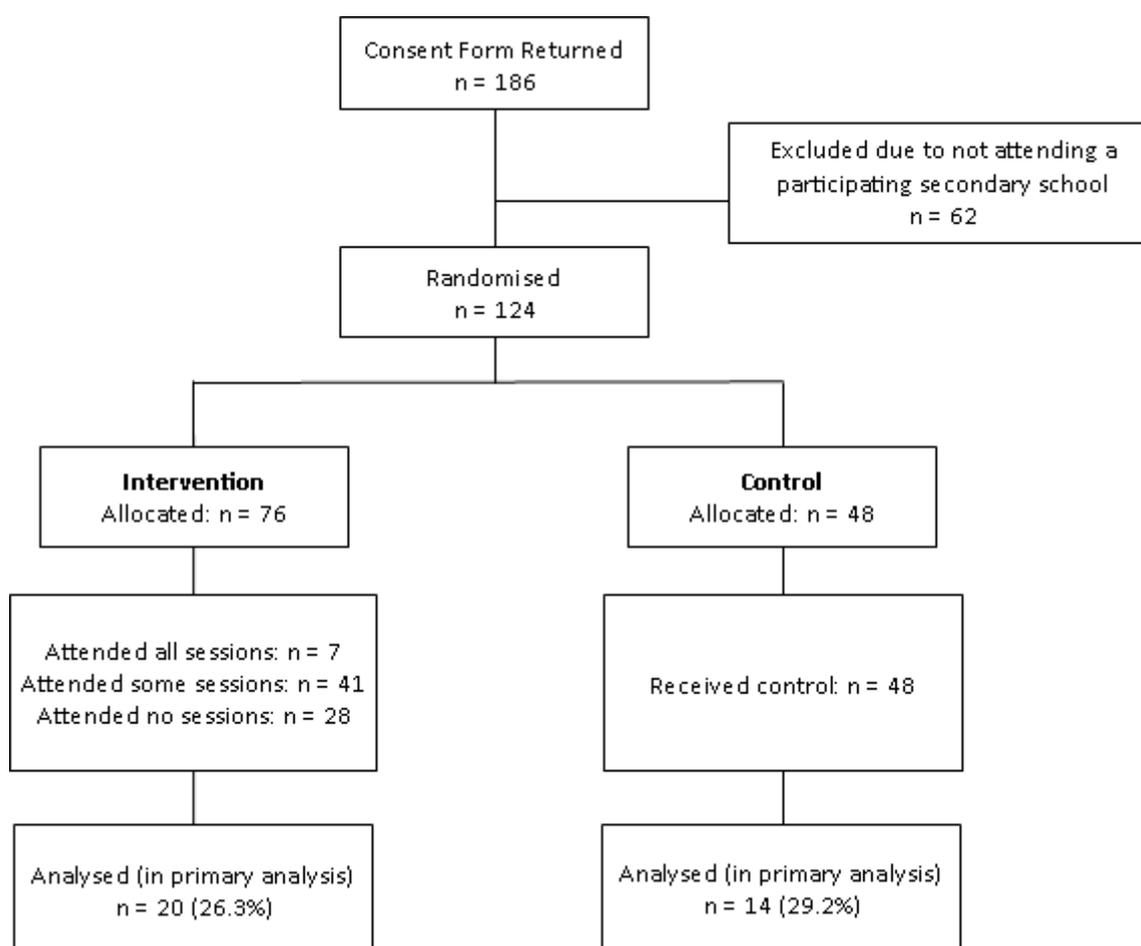 Consent Form Returned
n = 186
Excluded due to not attending a
participating secondary school
n = 62
Randomised
n = 124
Intervention
Allocated: n = 76
Control
Allocated: n = 48
Attended all sessions: n = 7
Attended some sessions: n = 41
Attended no sessions: n = 28
Received control: n = 48
Analysed (in primary analysis)
n = 20 (26.3%)
Analysed (in primary analysis)
n = 14 (29.2%)